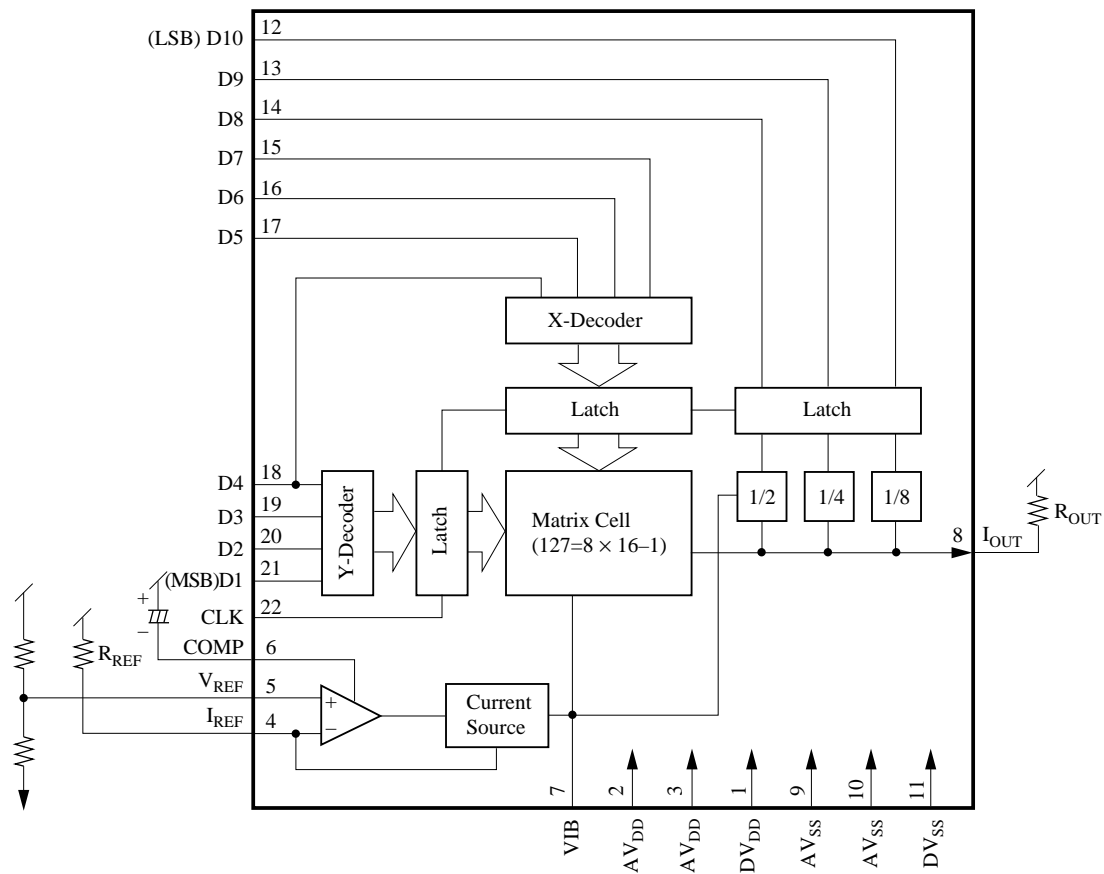 (LSB) D10 12
D9 13
D8 14
D7 15
D6 16
D5 17
X-Decoder
Latch
Latch
D4 18
D3 19
D2 20
(MSB)D1 21
CLK 22
Y-Decoder
Latch
Matrix Cell
(127=8 × 16–1)
1/2
1/4
1/8
8
I_OUT
R_OUT
+
–
R_REF
COMP 6
V_REF 5
I_REF 4
+
–
Current
Source
7
2
3
1
9
10
11
VIB
AV_DD
AV_DD
DV_DD
AV_SS
AV_SS
DV_SS